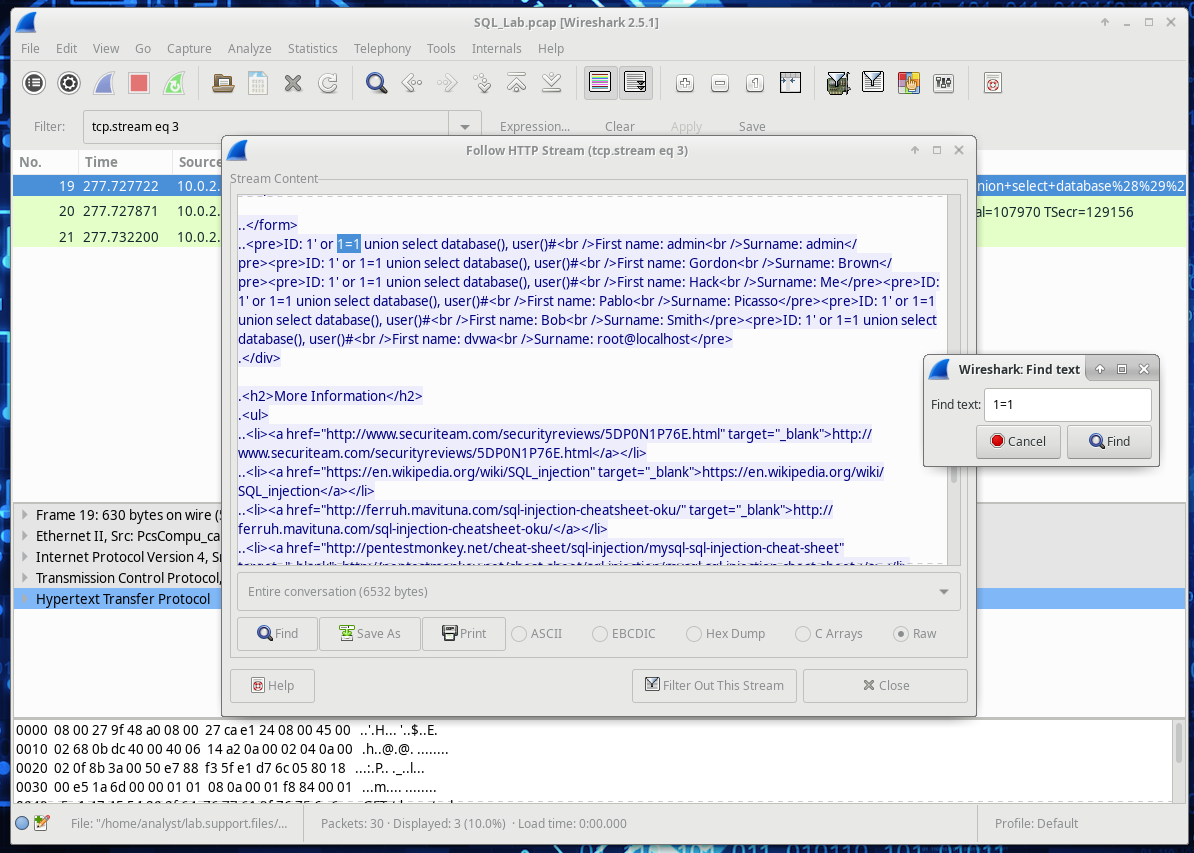 SQL_Lab.pcap [Wireshark 2.5.1]
File Edit View Go Capture Analyze Statistics Telephony Tools Internals Help
Filter: tcp.stream eq 3 Expression... Clear Apply Save
No. Time Source
19 277.727722 10.0.2. nion+select+database%28%29%2
20 277.727871 10.0.2. al=107970 TSecr=129156
21 277.732200 10.0.2.
Follow HTTP Stream (tcp.stream eq 3)
Stream Content
..</form>
..<pre>ID: 1' or 1=1 union select database(), user()#<br />First name: admin<br />Surname: admin</
pre><pre>ID: 1' or 1=1 union select database(), user()#<br />First name: Gordon<br />Surname: Brown</
pre><pre>ID: 1' or 1=1 union select database(), user()#<br />First name: Hack<br />Surname: Me</pre><pre>ID:
1' or 1=1 union select database(), user()#<br />First name: Pablo<br />Surname: Picasso</pre><pre>ID: 1' or 1=1
union select database(), user()#<br />First name: Bob<br />Surname: Smith</pre><pre>ID: 1' or 1=1 union select
database(), user()#<br />First name: dvwa<br />Surname: root@localhost</pre>
.</div>
.<h2>More Information</h2>
.<ul>
..<li><a href="http://www.securiteam.com/securityreviews/5DP0N1P76E.html" target="_blank">http://
www.securiteam.com/securityreviews/5DP0N1P76E.html</a></li>
..<li><a href="https://en.wikipedia.org/wiki/SQL_injection" target="_blank">https://en.wikipedia.org/wiki/
SQL_injection</a></li>
..<li><a href="http://ferruh.mavituna.com/sql-injection-cheatsheet-oku/" target="_blank">http://
ferruh.mavituna.com/sql-injection-cheatsheet-oku/</a></li>
..<li><a href="http://pentestmonkey.net/cheat-sheet/sql-injection/mysql-sql-injection-cheat-sheet"
Entire conversation (6532 bytes)
Find Save As Print ASCII EBCDIC Hex Dump C Arrays Raw
Help Filter Out This Stream Close
Wireshark: Find text
Find text: 1=1
Cancel Find
Frame 19: 630 bytes on wire (
Ethernet II, Src: PcsCompu_ca
Internet Protocol Version 4, S
Transmission Control Protocol,
Hypertext Transfer Protocol
0000 08 00 27 9f 48 a0 08 00 27 ca e1 24 08 00 45 00 ..'.H... '..$..E.
0010 02 68 0b dc 40 00 40 06 14 a2 0a 00 02 04 0a 00 .h..@.@. ........
0020 02 0f 8b 3a 00 50 e7 88 f3 5f e1 d7 6c 05 80 18 ...:.P.. ._..l...
0030 00 e5 1a 6d 00 00 01 01 08 0a 00 01 f8 84 00 01 ...m.... ........
File: "/home/analyst/lab.support.files/... Packets: 30 · Displayed: 3 (10.0%) · Load time: 0:00.000 Profile: Default